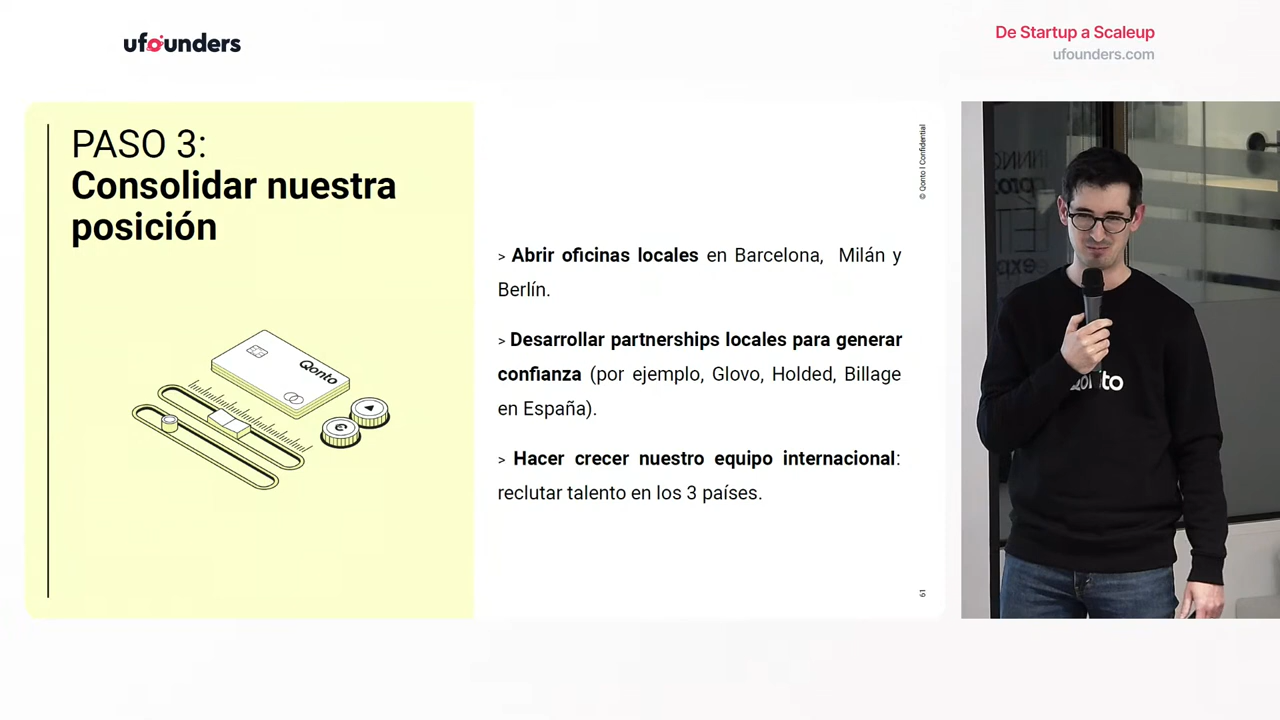 ufounders
De Startup a Scaleup
ufounders.com
PASO 3:
Consolidar nuestra
posición
© Qonto I Confidential
> Abrir oficinas locales en Barcelona, Milán y
Berlín.
> Desarrollar partnerships locales para generar
confianza (por ejemplo, Glovo, Holded, Billage
en España).
> Hacer crecer nuestro equipo internacional:
reclutar talento en los 3 países.
Qonto
€
61
Qonto